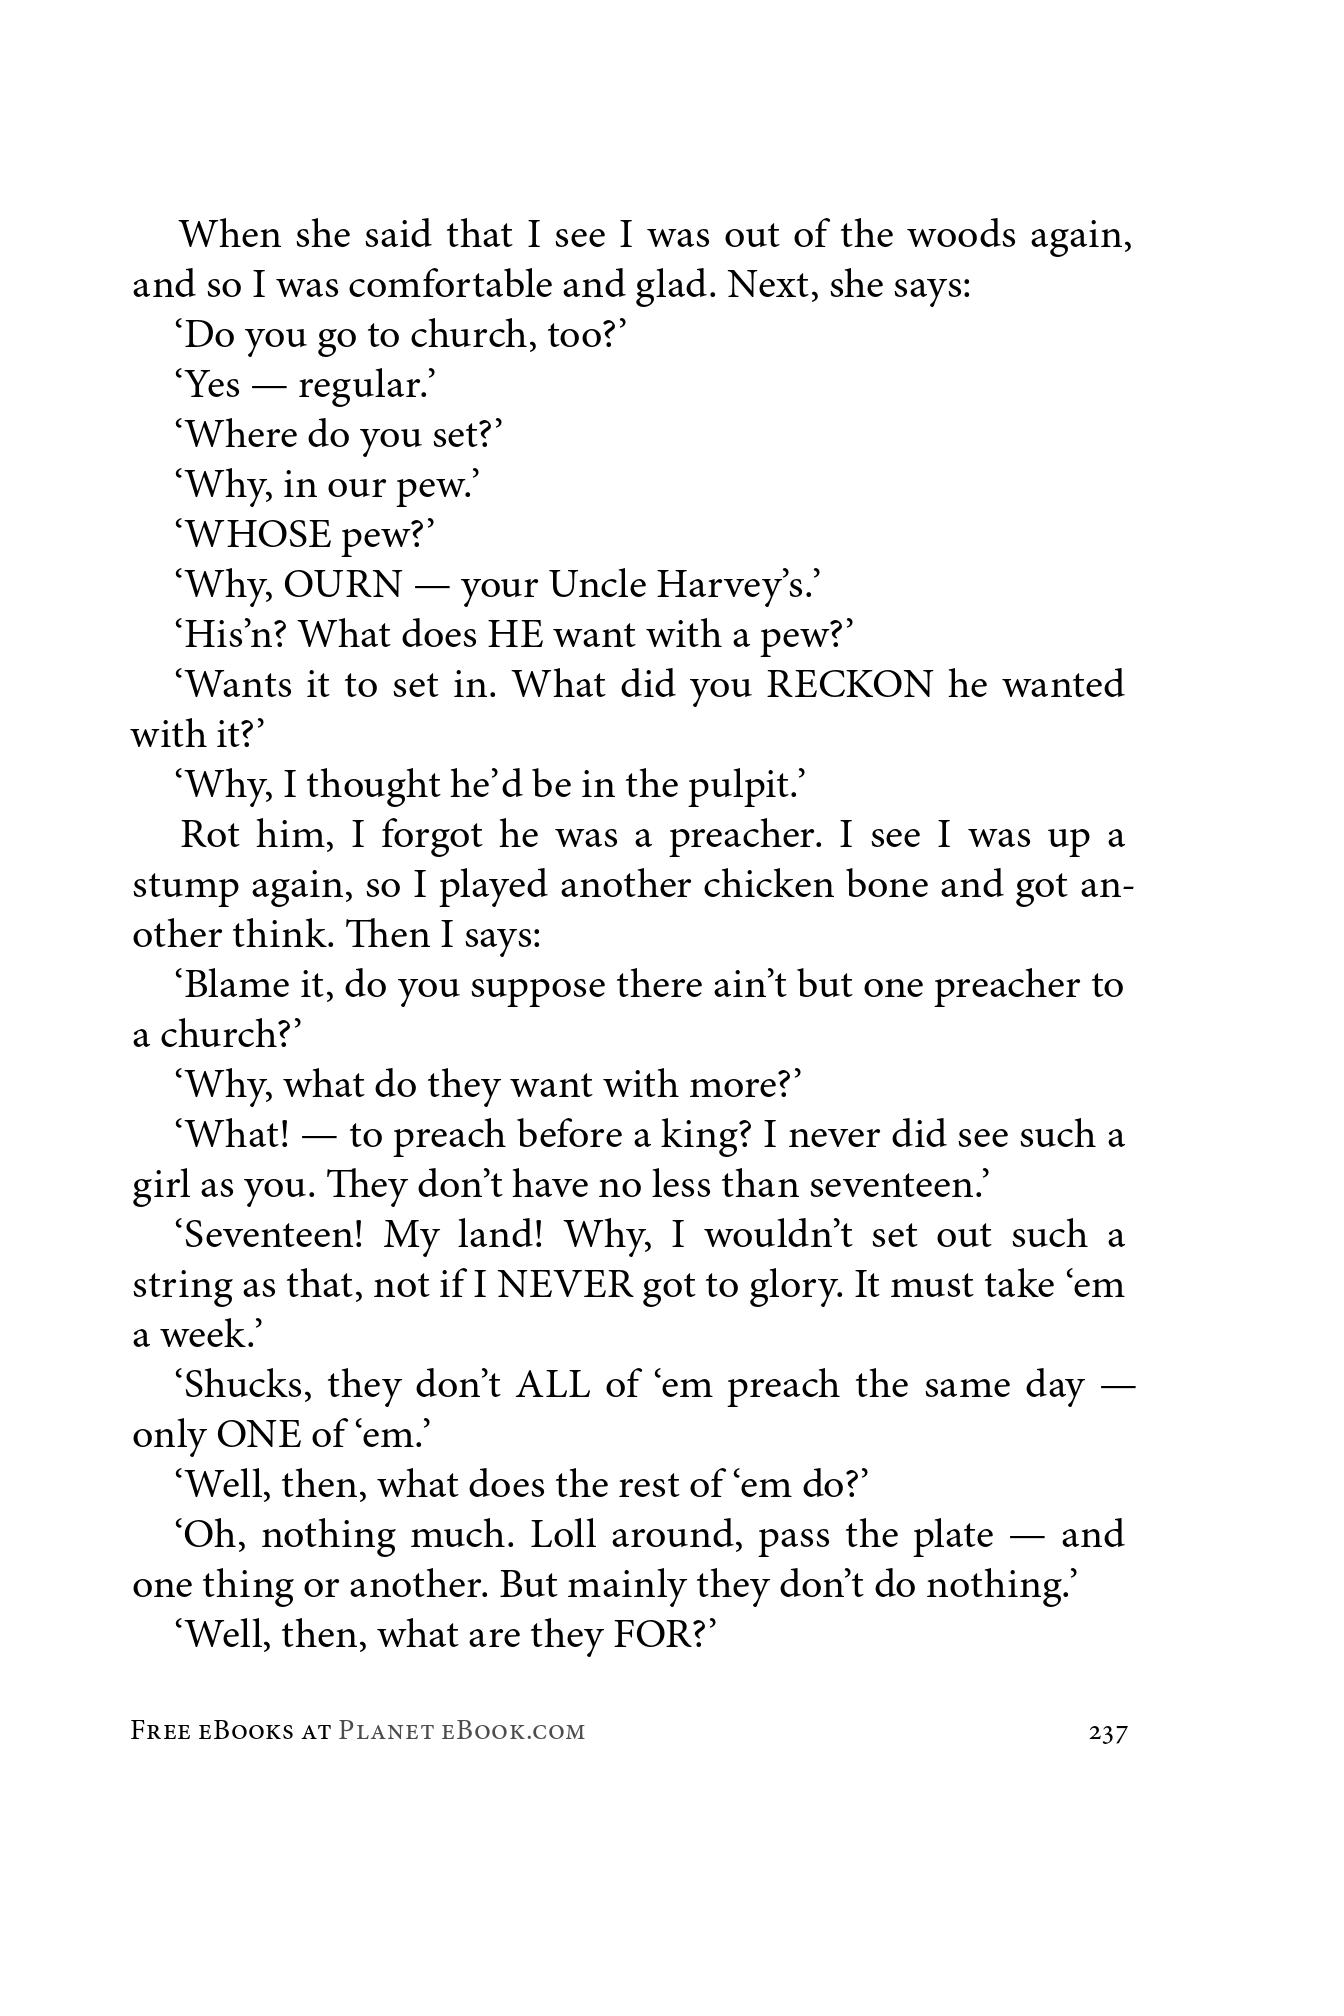 When she said that I see I was out of the woods again,
and so I was comfortable and glad. Next, she says:
‘Do you go to church, too?’
‘Yes — regular.’
‘Where do you set?’
‘Why, in our pew.’
‘WHOSE pew?’
‘Why, OURN — your Uncle Harvey’s.’
‘His’n? What does HE want with a pew?’
‘Wants it to set in. What did you RECKON he wanted
with it?’
‘Why, I thought he’d be in the pulpit.’
Rot him, I forgot he was a preacher. I see I was up a
stump again, so I played another chicken bone and got an-
other think. Then I says:
‘Blame it, do you suppose there ain’t but one preacher to
a church?’
‘Why, what do they want with more?’
‘What! — to preach before a king? I never did see such a
girl as you. They don’t have no less than seventeen.’
‘Seventeen! My land! Why, I wouldn’t set out such a
string as that, not if I NEVER got to glory. It must take ‘em
a week.’
‘Shucks, they don’t ALL of ‘em preach the same day —
only ONE of ‘em.’
‘Well, then, what does the rest of ‘em do?’
‘Oh, nothing much. Loll around, pass the plate — and
one thing or another. But mainly they don’t do nothing.’
‘Well, then, what are they FOR?’
Free eBooks at Planet eBook.com 237